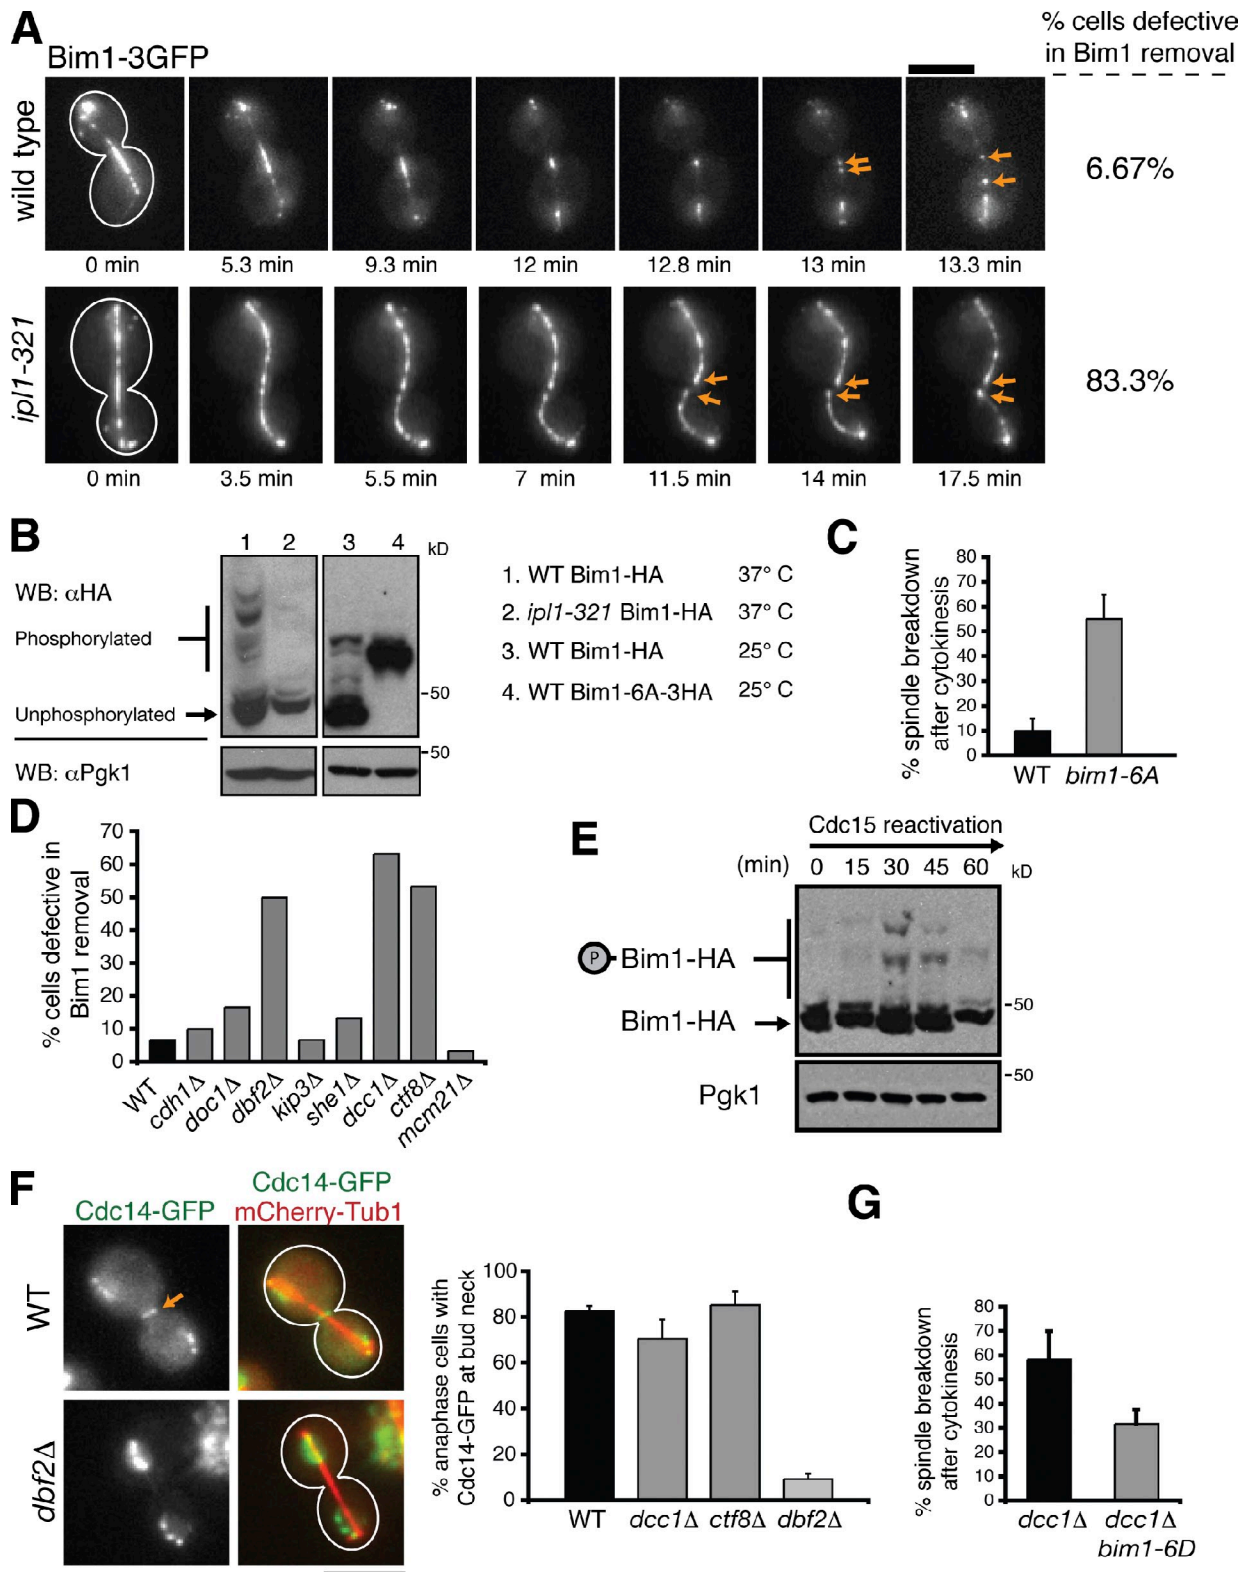 A
Bim1-3GFP
% cells defective
in Bim1 removal
wild type
6.67%
0 min 5.3 min 9.3 min 12 min 12.8 min 13 min 13.3 min
ipl1-321
83.3%
0 min 3.5 min 5.5 min 7 min 11.5 min 14 min 17.5 min
B
1 2 3 4 kD
WB: αHA
Phosphorylated
Unphosphorylated
-50
-50
WB: αPgk1
1. WT Bim1-HA 37° C
2. ipl1-321 Bim1-HA 37° C
3. WT Bim1-HA 25° C
4. WT Bim1-6A-3HA 25° C
C
% spindle breakdown
after cytokinesis
80
70
60
50
40
30
20
10
0
WT bim1-6A
D
% cells defective in
Bim1 removal
70
60
50
40
30
20
10
0
WT cdh1Δ doc1Δ dbf2Δ kip3Δ she1Δ dcc1Δ ctf8Δ mcm21Δ
E
Cdc15 reactivation
(min) 0 15 30 45 60 kD
P Bim1-HA
Bim1-HA
-50
-50
Pgk1
F
Cdc14-GFP
Cdc14-GFP
mCherry-Tub1
WT
dbf2Δ
% anaphase cells with
Cdc14-GFP at bud neck
100
80
60
40
20
0
WT dcc1Δ ctf8Δ dbf2Δ
G
% spindle breakdown
after cytokinesis
80
70
60
50
40
30
20
10
0
dcc1Δ dcc1Δ
bim1-6D